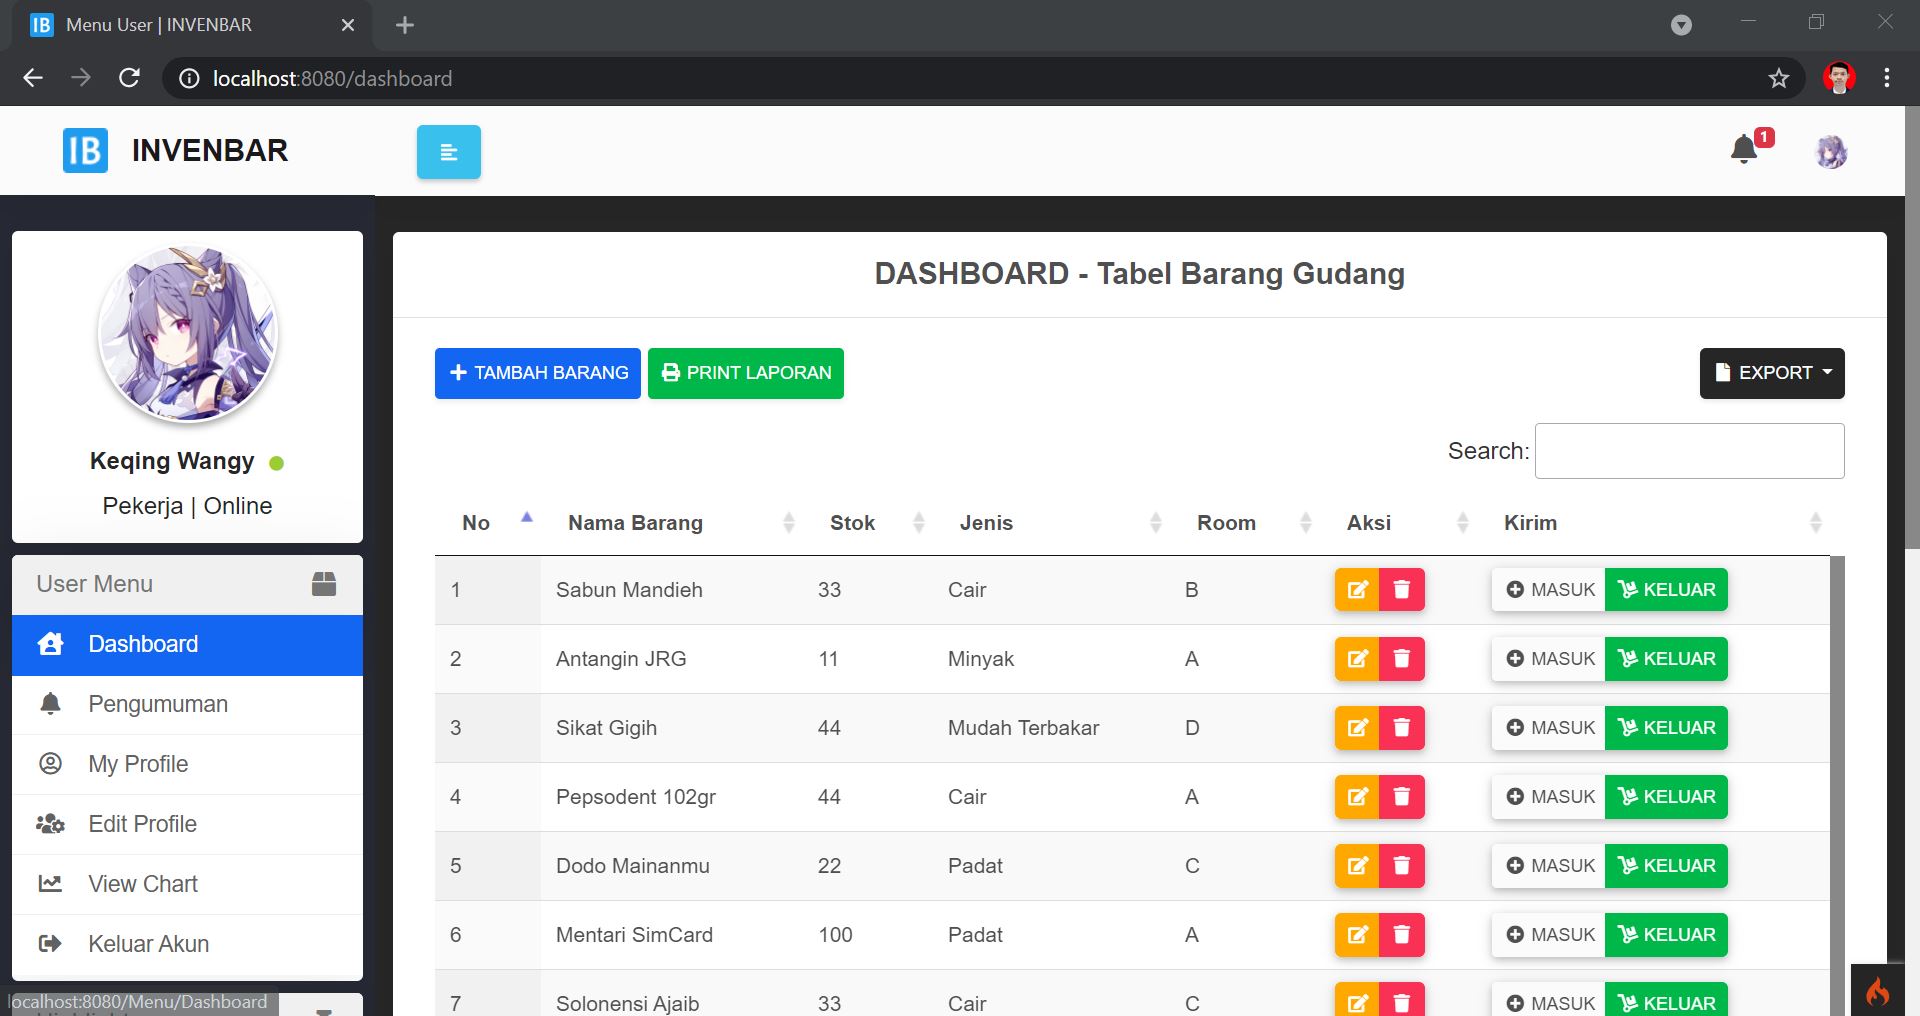 IB Menu User | INVENBAR
localhost:8080/dashboard
IB INVENBAR
1
Keqing Wangy
Pekerja | Online
User Menu
Dashboard
Pengumuman
My Profile
Edit Profile
View Chart
Keluar Akun
localhost:8080/Menu/Dashboard
DASHBOARD - Tabel Barang Gudang
TAMBAH BARANG PRINT LAPORAN EXPORT
Search:
No Nama Barang Stok Jenis Room Aksi Kirim
1 Sabun Mandieh 33 Cair B MASUK KELUAR
2 Antangin JRG 11 Minyak A MASUK KELUAR
3 Sikat Gigih 44 Mudah Terbakar D MASUK KELUAR
4 Pepsodent 102gr 44 Cair A MASUK KELUAR
5 Dodo Mainanmu 22 Padat C MASUK KELUAR
6 Mentari SimCard 100 Padat A MASUK KELUAR
7 Solonensi Ajaib 33 Cair C MASUK KELUAR